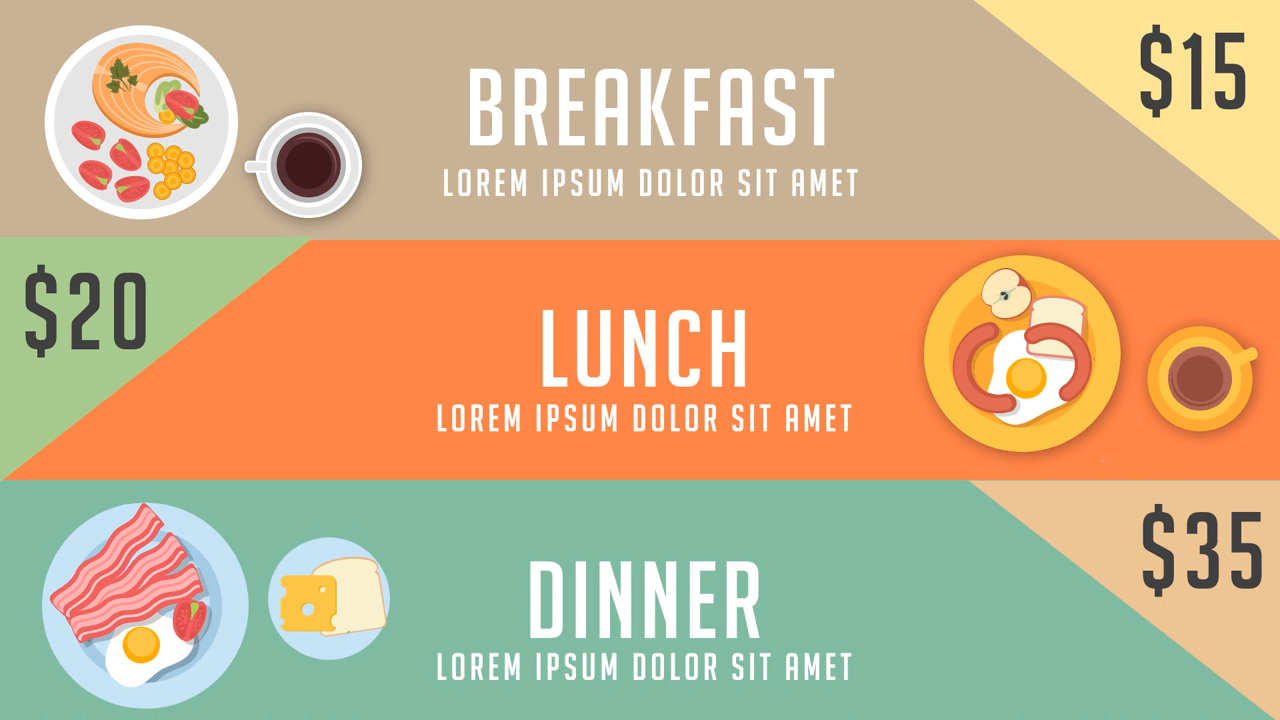 BREAKFAST
LOREM IPSUM DOLOR SIT AMET
$15
$20
LUNCH
LOREM IPSUM DOLOR SIT AMET
DINNER
LOREM IPSUM DOLOR SIT AMET
$35